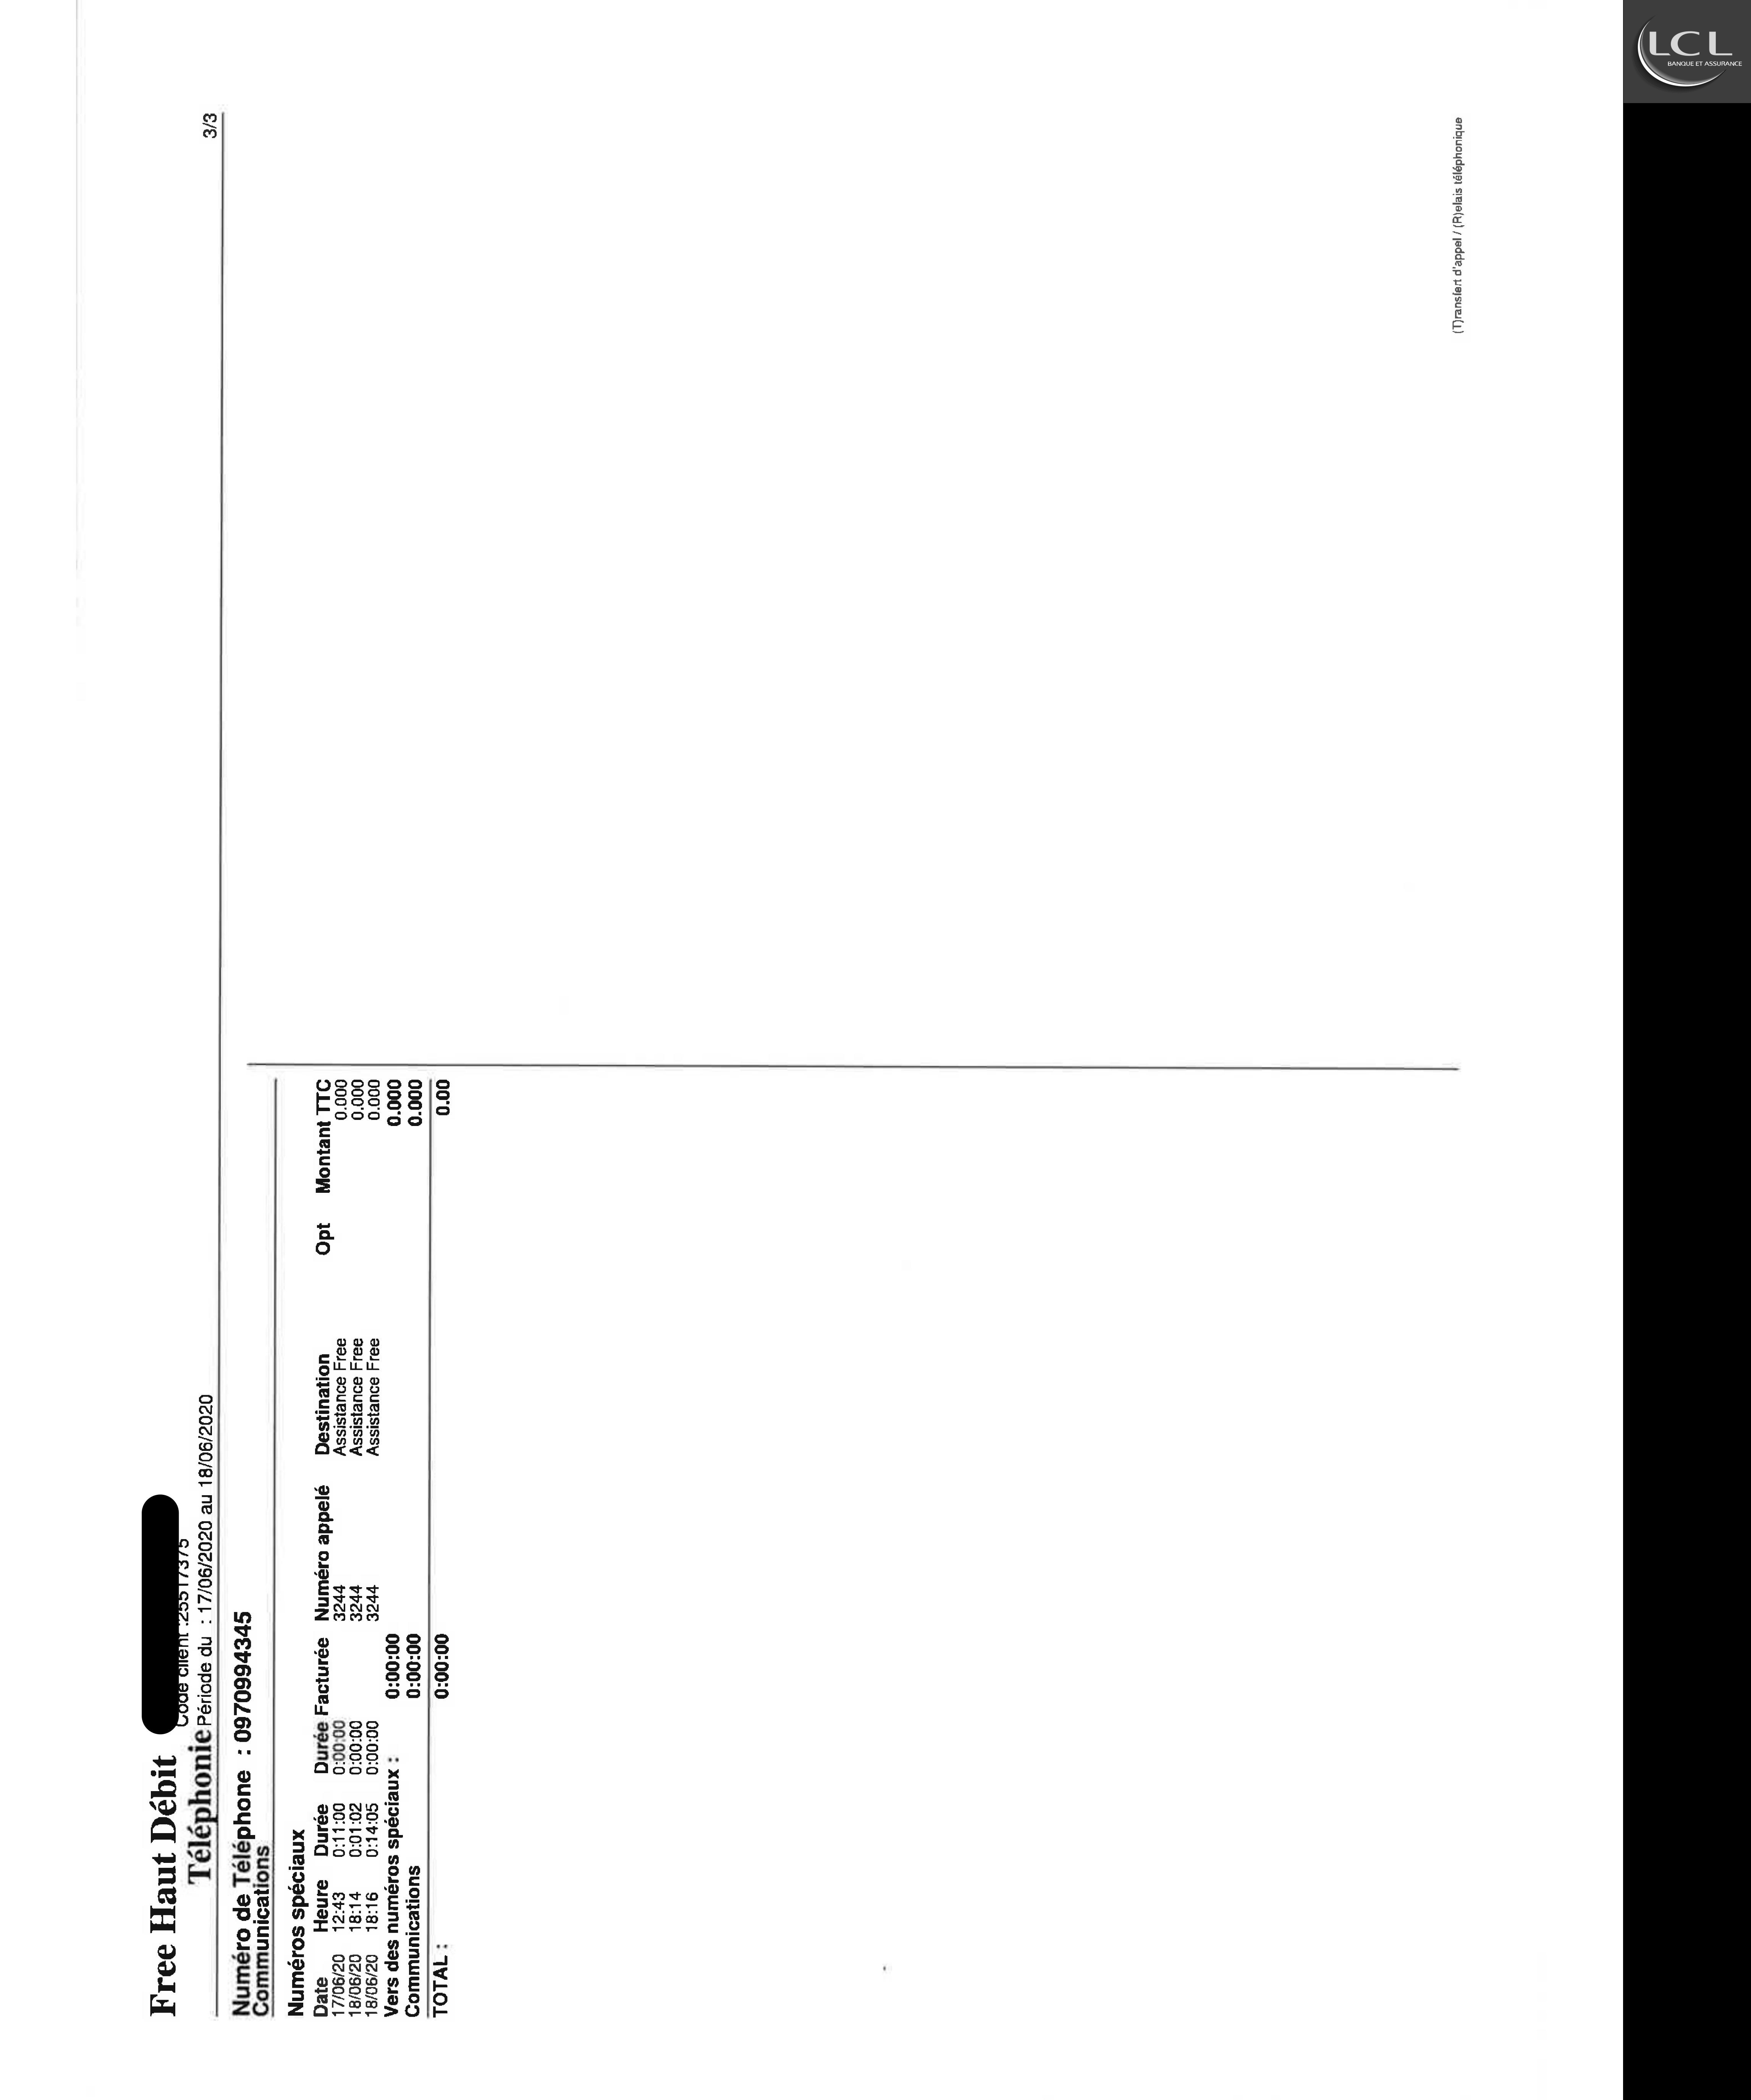 LCL
BANQUE ET ASSURANCE
Free Haut Débit
Code client :25517375
Téléphonie Période du : 17/06/2020 au 18/06/2020 3/3
Numéro de Téléphone : 0970994345
Communications
Numéros spéciaux
Date Heure Durée Durée Facturée Numéro appelé Destination Opt Montant TTC
17/06/20 12:43 0:11:00 0:00:00 3244 Assistance Free 0.000
18/06/20 18:14 0:01:02 0:00:00 3244 Assistance Free 0.000
18/06/20 18:16 0:14:05 0:00:00 3244 Assistance Free 0.000
Vers des numéros spéciaux : 0:00:00 0.000
Communications 0:00:00 0.000
TOTAL : 0:00:00 0.00
(T)ransfert d'appel / (R)elais téléphonique